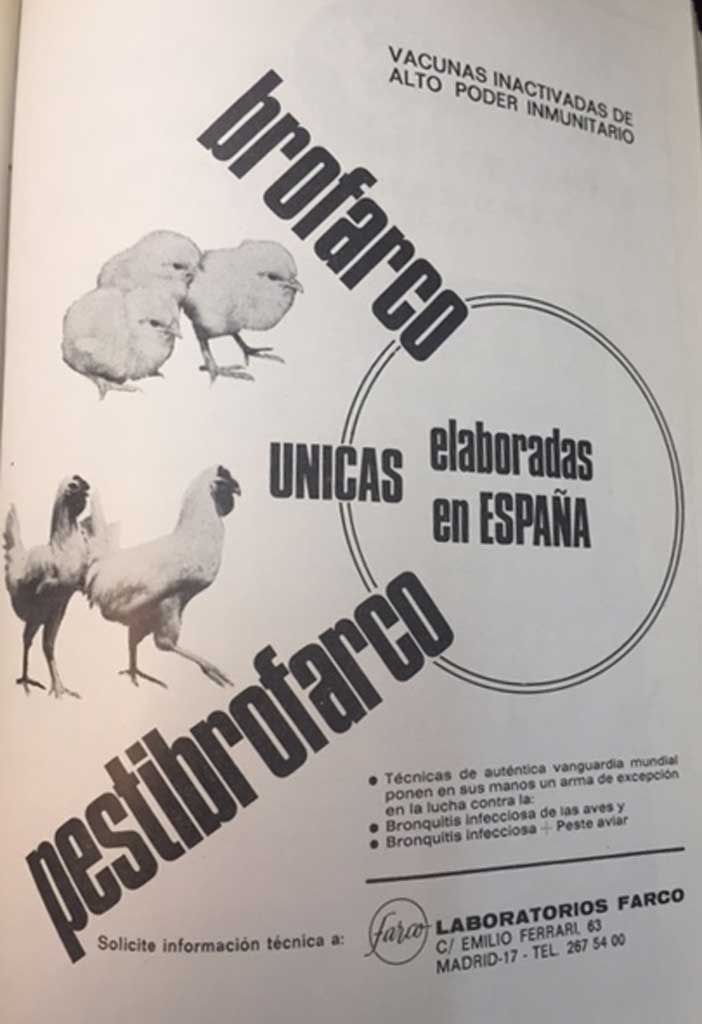 VACUNAS INACTIVADAS DE
ALTO PODER INMUNITARIO
brofarco
UNICAS
elaboradas
en ESPAÑA
pestibrofarco
• Técnicas de auténtica vanguardia mundial
ponen en sus manos un arma de excepción
en la lucha contra la:
• Bronquitis infecciosa de las aves y
• Bronquitis infecciosa + Peste aviar
Solicite información técnica a:
farco
LABORATORIOS FARCO
C/ EMILIO FERRARI, 63
MADRID-17 - TEL. 267 54 00